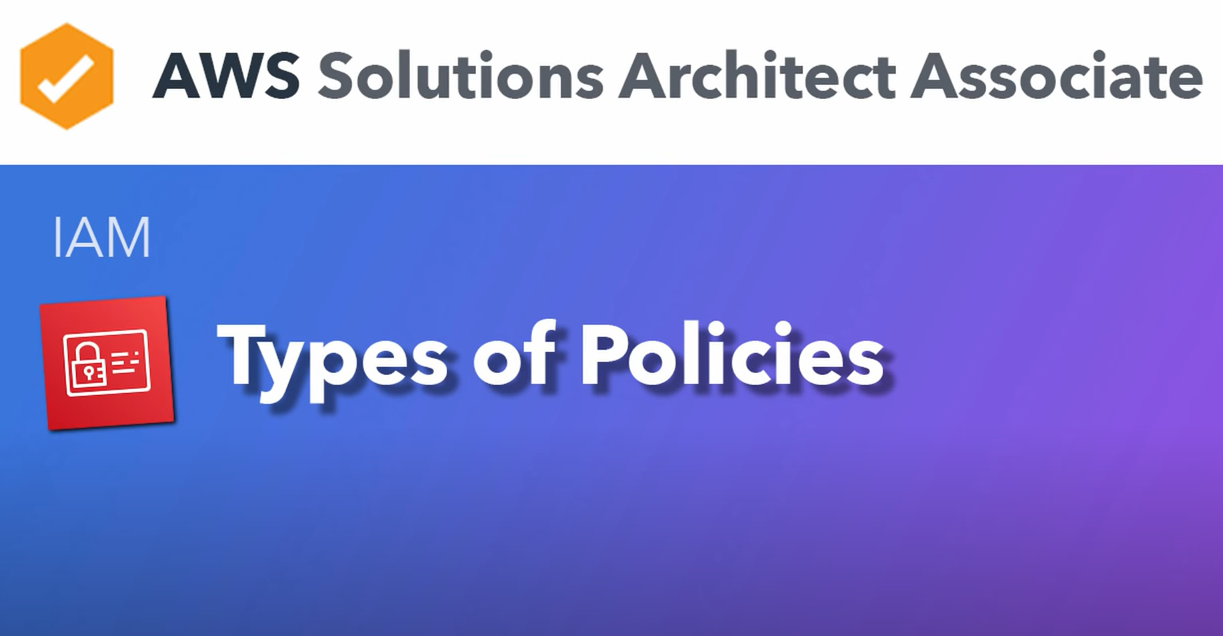 AWS Solutions Architect Associate
IAM
Types of Policies